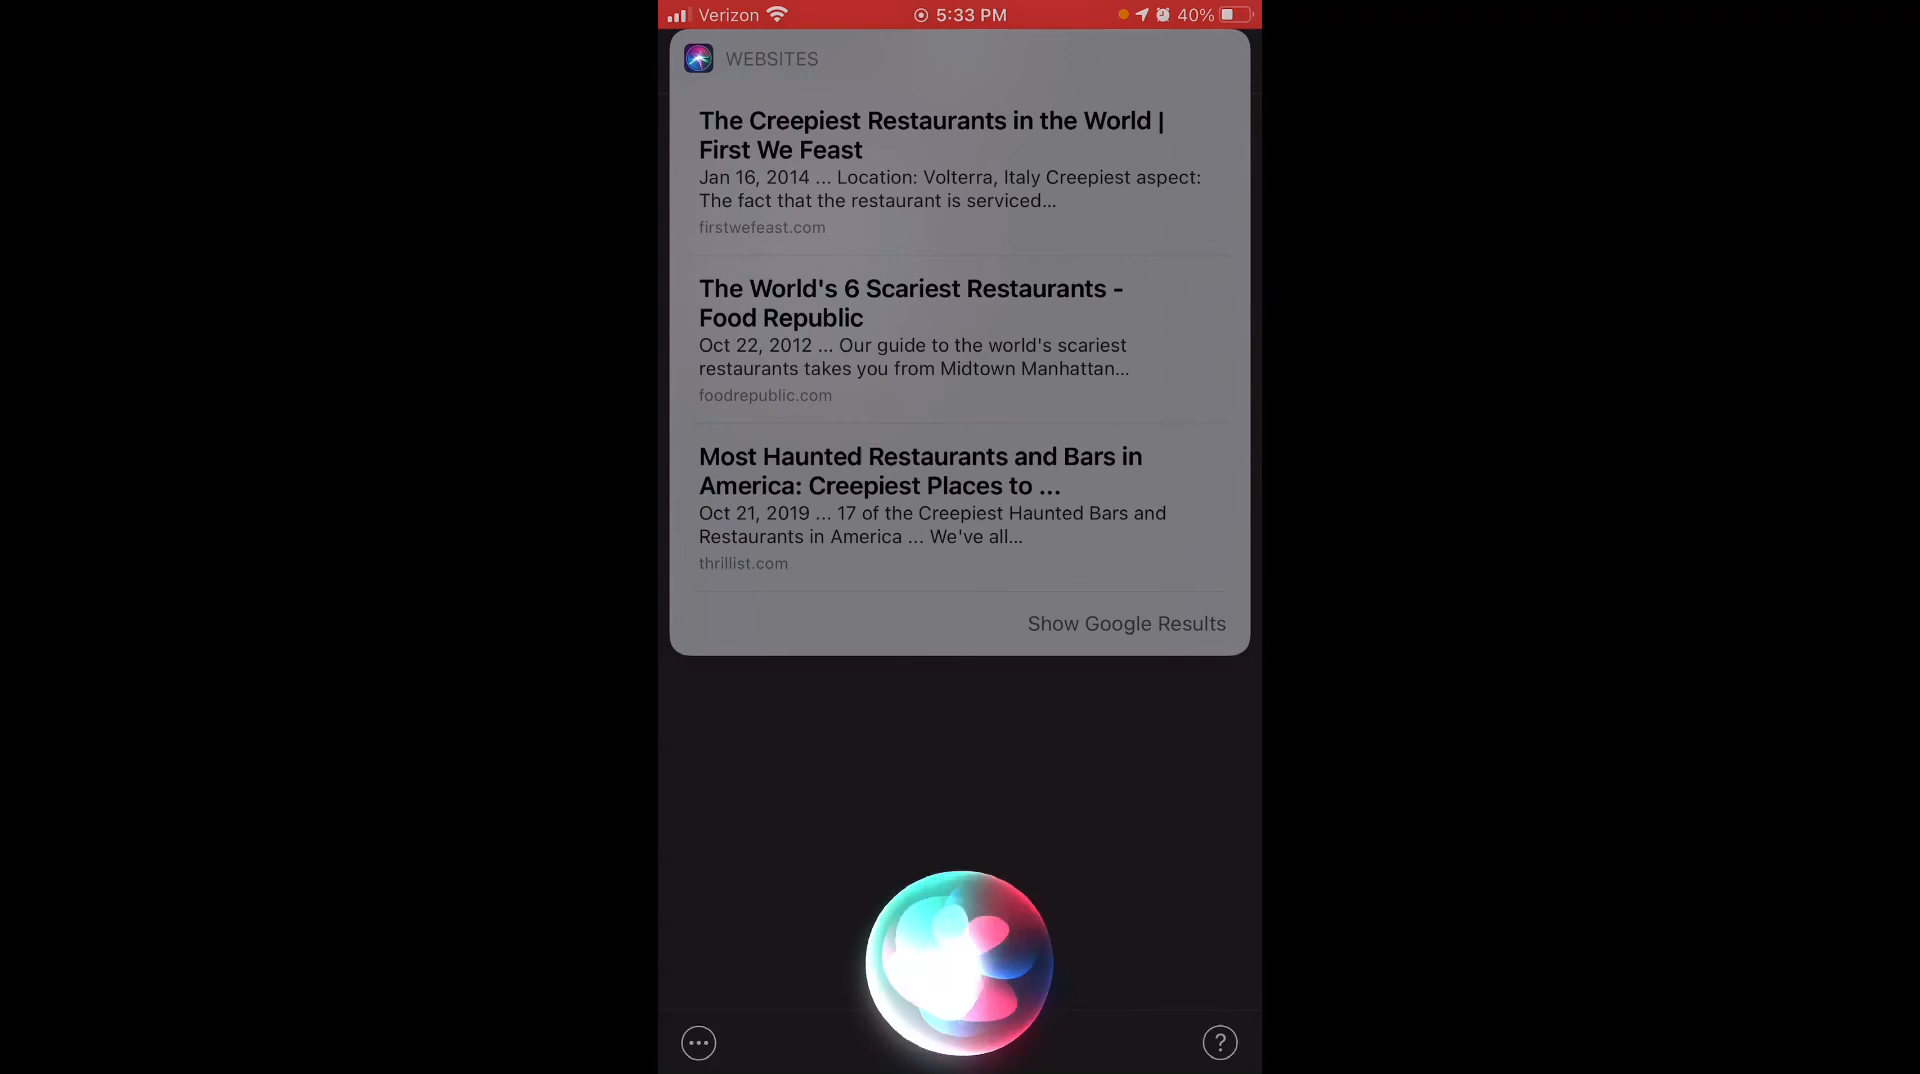 Verizon 5:33 PM 40%
WEBSITES
The Creepiest Restaurants in the World |
First We Feast
Jan 16, 2014 ... Location: Volterra, Italy Creepiest aspect:
The fact that the restaurant is serviced...
firstwefeast.com
The World's 6 Scariest Restaurants -
Food Republic
Oct 22, 2012 ... Our guide to the world's scariest
restaurants takes you from Midtown Manhattan...
foodrepublic.com
Most Haunted Restaurants and Bars in
America: Creepiest Places to ...
Oct 21, 2019 ... 17 of the Creepiest Haunted Bars and
Restaurants in America ... We've all...
thrillist.com
Show Google Results
?